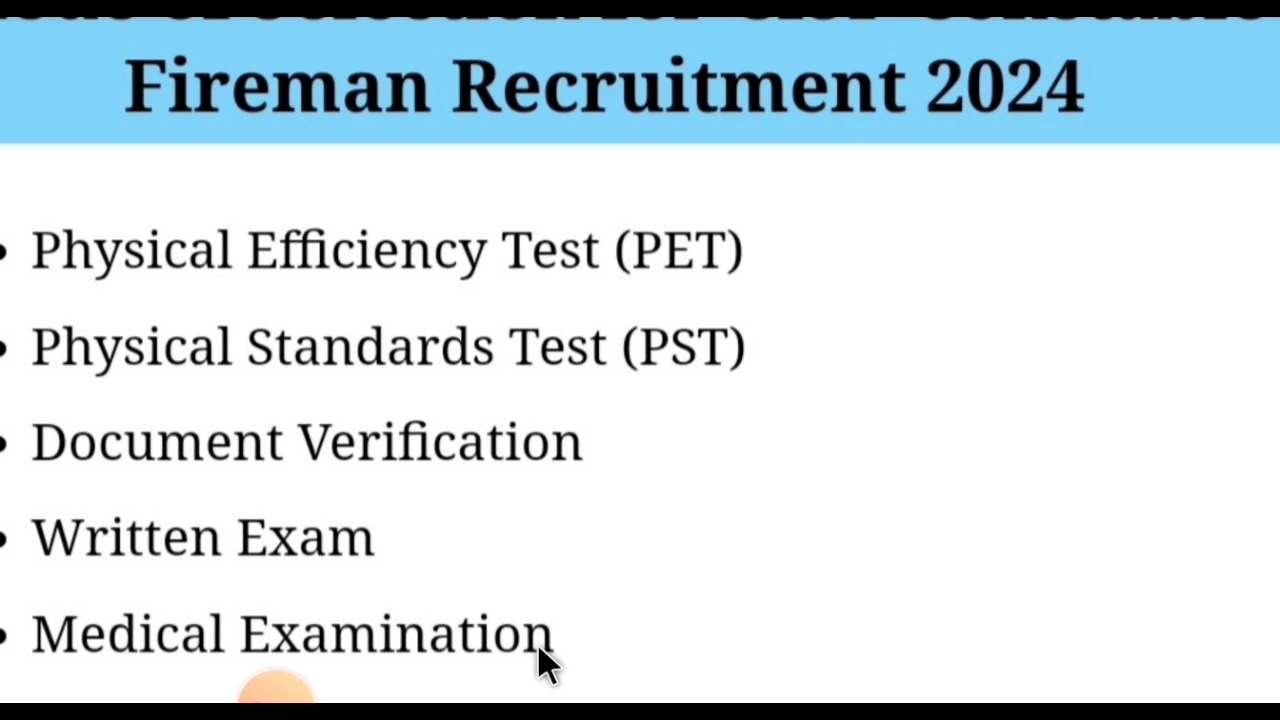 Fireman Recruitment 2024
• Physical Efficiency Test (PET)
• Physical Standards Test (PST)
• Document Verification
• Written Exam
• Medical Examination